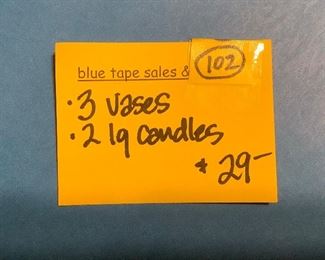 blue tape sales &
102
• 3 vases
• 2 lg candles
$ 29-